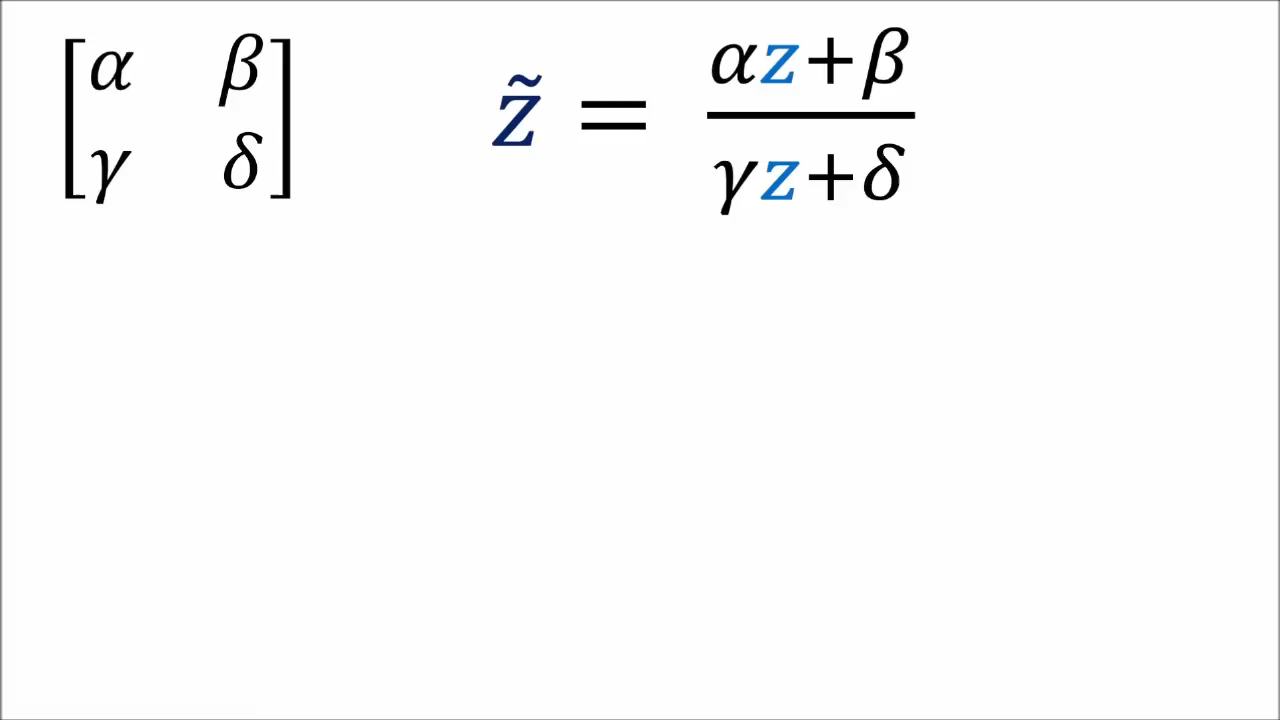 [α β
γ δ]
z̃ = αz+β
γz+δ